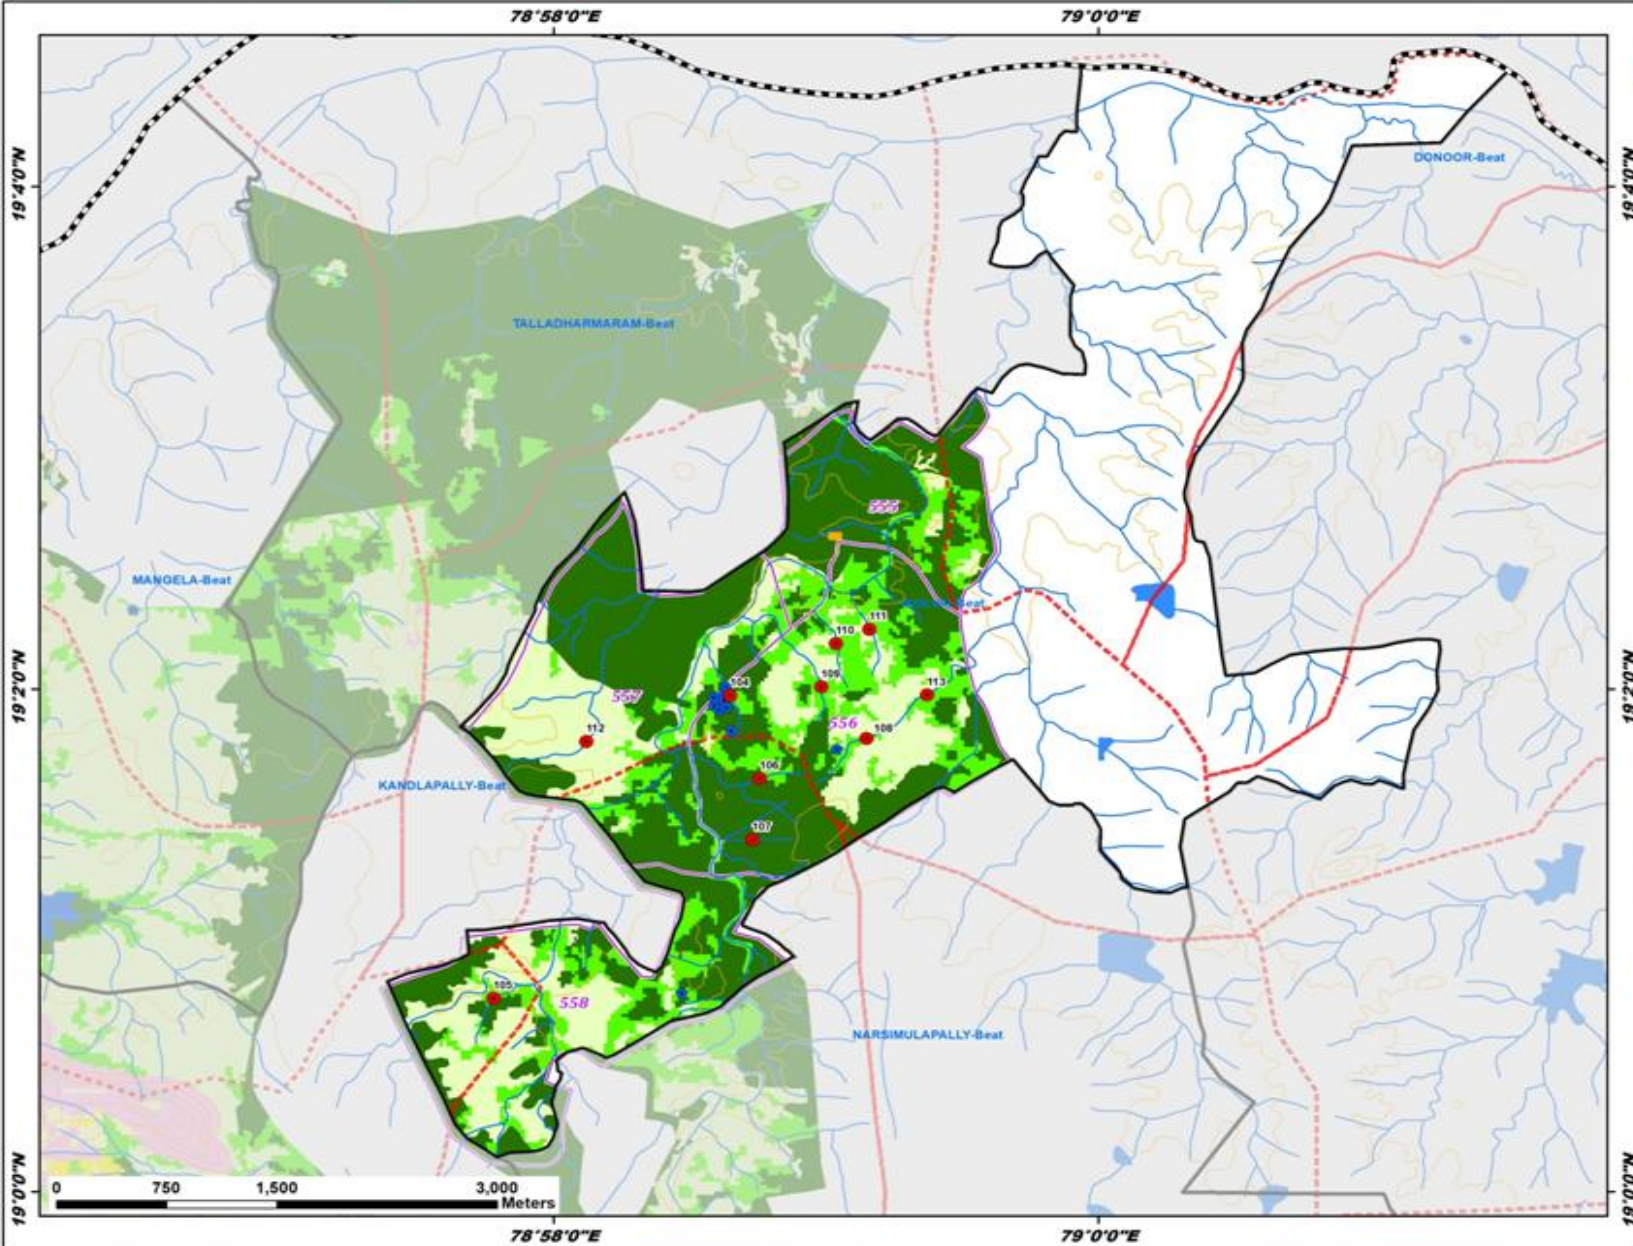 78°58'0"E
79°0'0"E
19°4'0"N
19°4'0"N
DONOOR-Beat
TALLADHARMARAM-Beat
555
MANGELA-Beat
-Beat
111
110
109
104
113
19°2'0"N
19°2'0"N
557
556
108
112
106
KANDLAPALLY-Beat
107
105
558
NARSIMULAPALLY-Beat
0 750 1,500 3,000
Meters
19°0'0"N
19°0'0"N
78°58'0"E
79°0'0"E